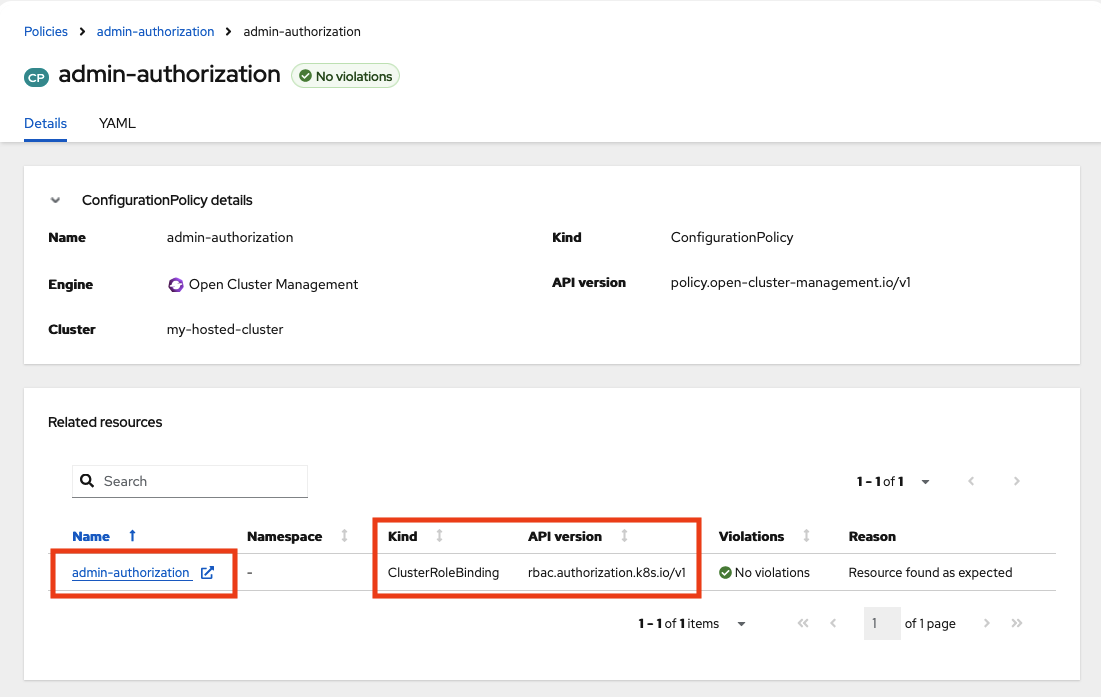 Policies > admin-authorization > admin-authorization
CP admin-authorization No violations
Details YAML
ConfigurationPolicy details
Name admin-authorization Kind ConfigurationPolicy
Engine Open Cluster Management API version policy.open-cluster-management.io/v1
Cluster my-hosted-cluster
Related resources
Search 1 - 1 of 1
Name Namespace Kind API version Violations Reason
admin-authorization - ClusterRoleBinding rbac.authorization.k8s.io/v1 No violations Resource found as expected
1 - 1 of 1 items 1 of 1 page